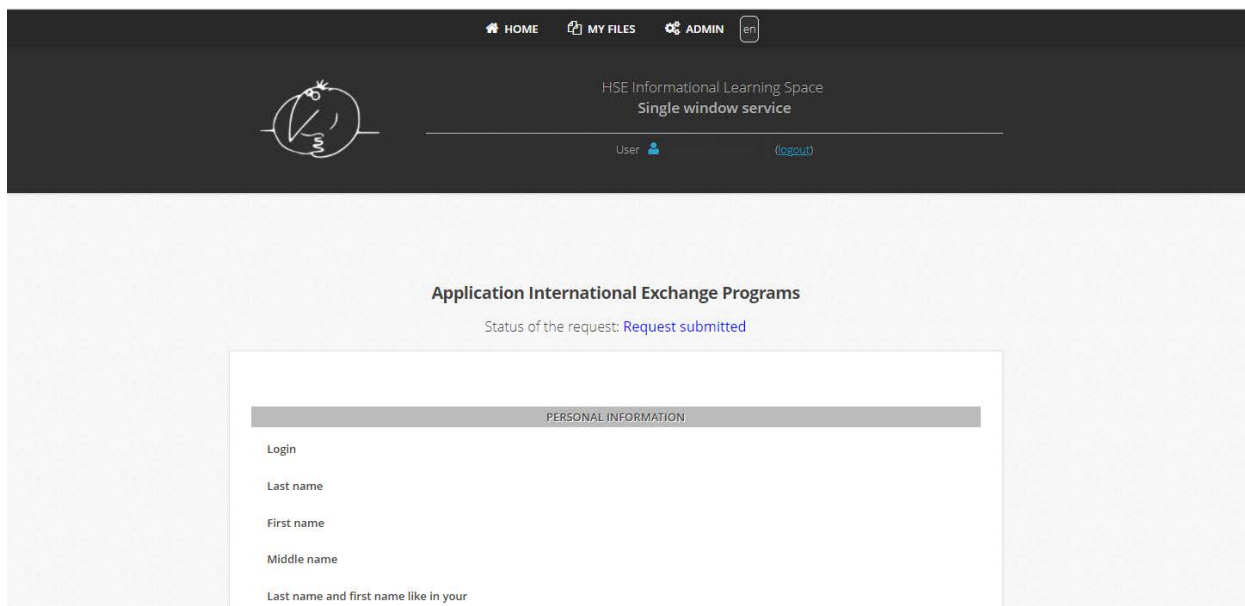 HOME MY FILES ADMIN en
HSE Informational Learning Space
Single window service
User (logout)
Application International Exchange Programs
Status of the request: Request submitted
PERSONAL INFORMATION
Login
Last name
First name
Middle name
Last name and first name like in your